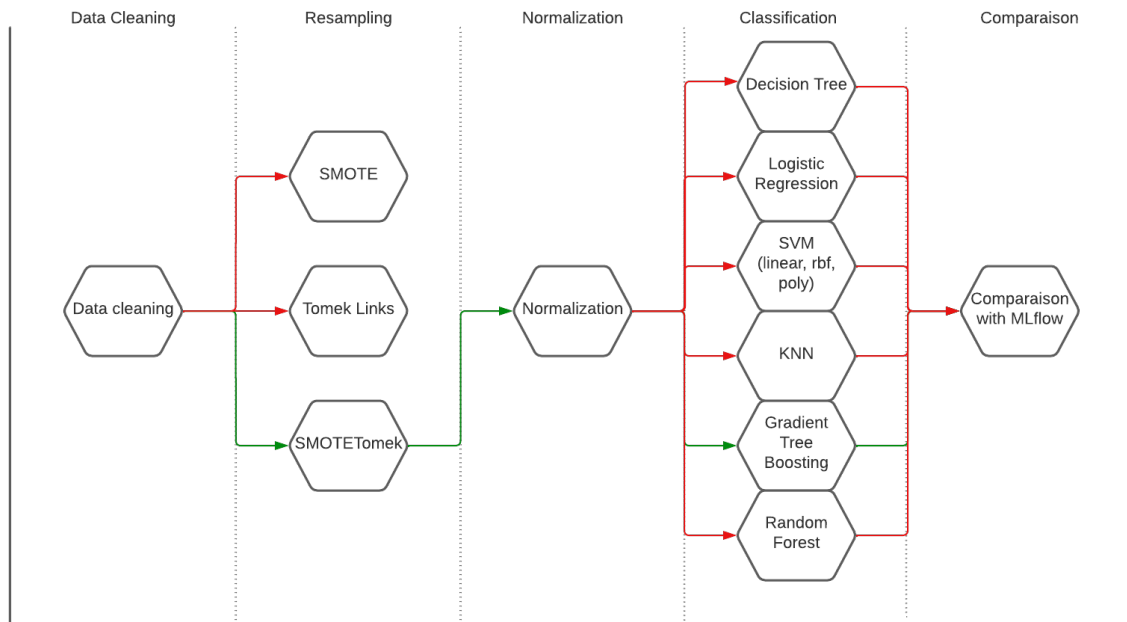 Data Cleaning
Resampling
Normalization
Classification
Comparaison
Data cleaning
SMOTE
Tomek Links
SMOTETomek
Normalization
Decision Tree
Logistic
Regression
SVM
(linear, rbf,
poly)
KNN
Gradient
Tree
Boosting
Random
Forest
Comparaison
with MLflow